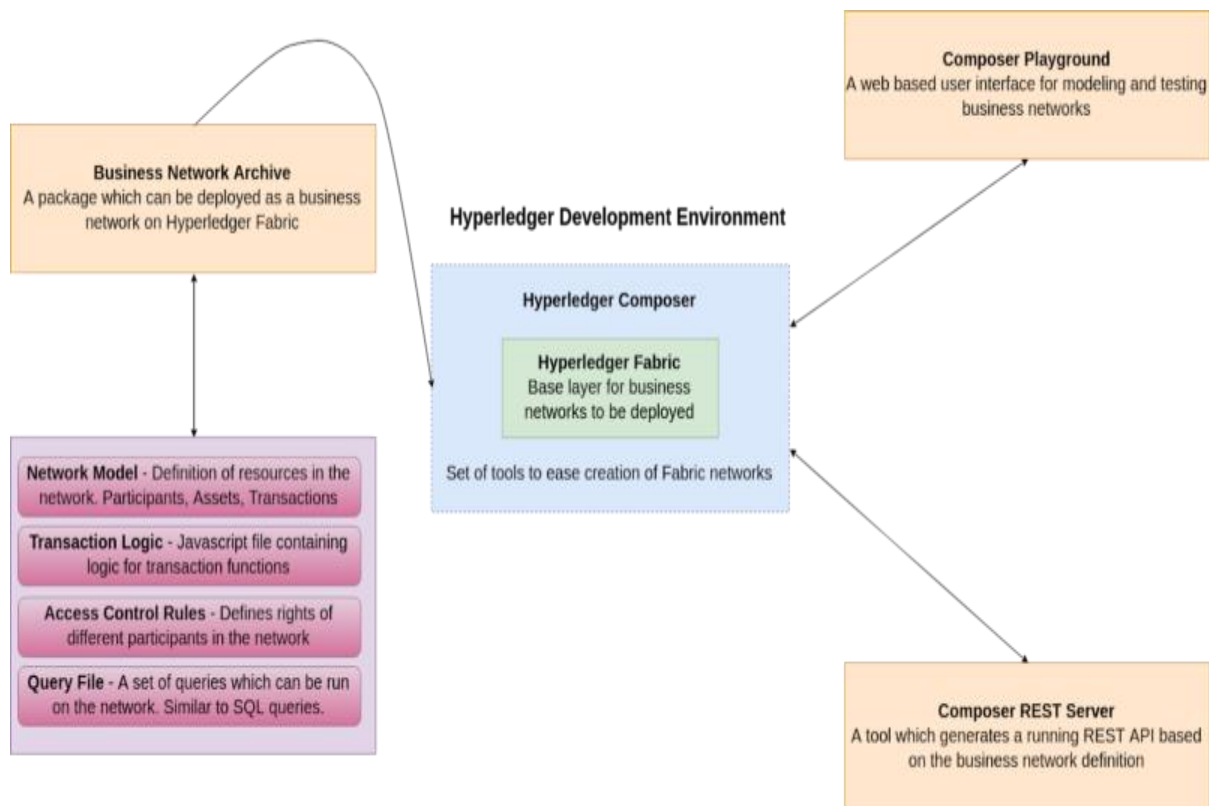 Composer Playground
A web based user interface for modeling and testing
business networks
Business Network Archive
A package which can be deployed as a business
network on Hyperledger Fabric
Hyperledger Development Environment
Hyperledger Composer
Hyperledger Fabric
Base layer for business
networks to be deployed
Set of tools to ease creation of Fabric networks
Network Model - Definition of resources in the
network. Participants, Assets, Transactions
Transaction Logic - Javascript file containing
logic for transaction functions
Access Control Rules - Defines rights of
different participants in the network
Query File - A set of queries which can be run
on the network. Similar to SQL queries.
Composer REST Server
A tool which generates a running REST API based
on the business network definition